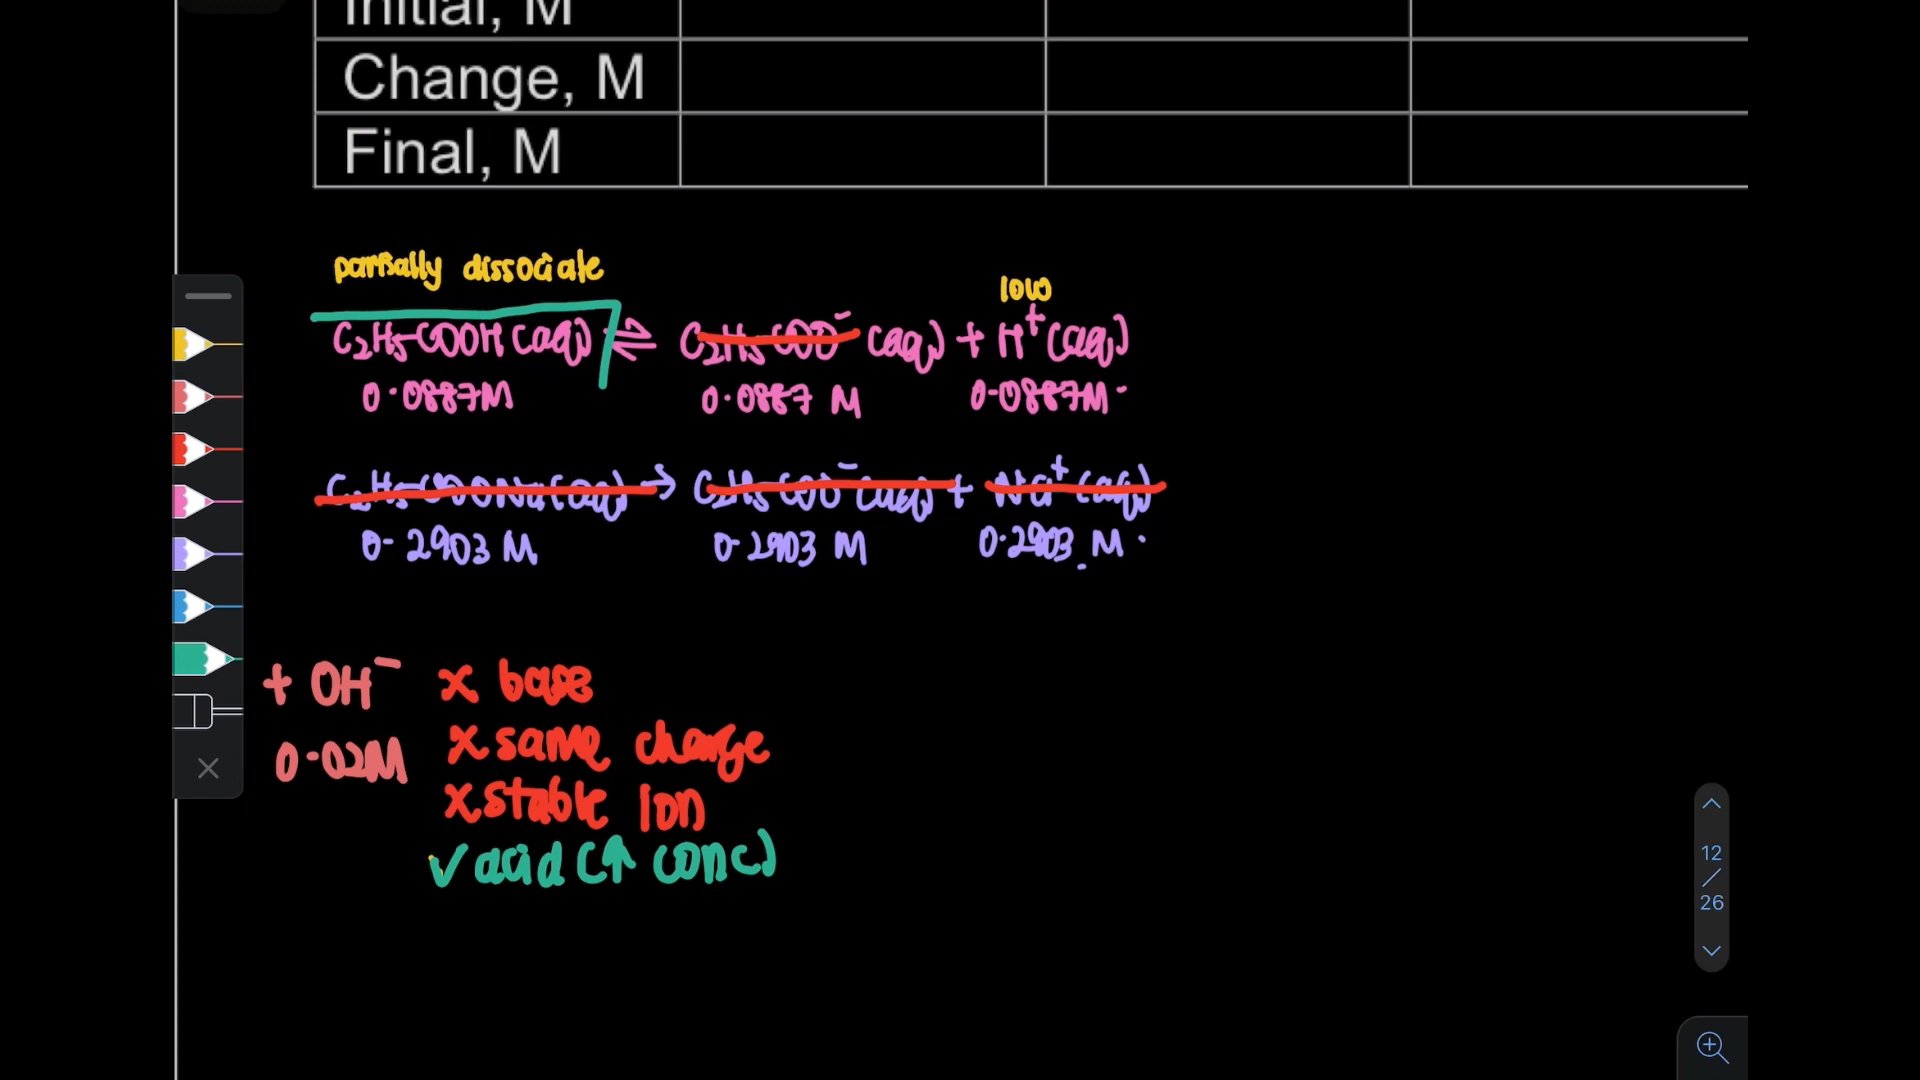 Initial, M
Change, M
Final, M
partially dissociate
low
C₂H₅COOH (aq) ⇌ C₂H₅COO⁻ (aq) + H⁺ (aq)
0.0887M 0.0887 M 0.0887M
C₂H₅COONa (aq) → C₂H₅COO⁻ (aq) + Na⁺ (aq)
0.2903 M 0.2903 M 0.2903 M
+ OH⁻ x base
0.02M x same charge
x stable ion
✓ acid (↑ conc)
12
/
26